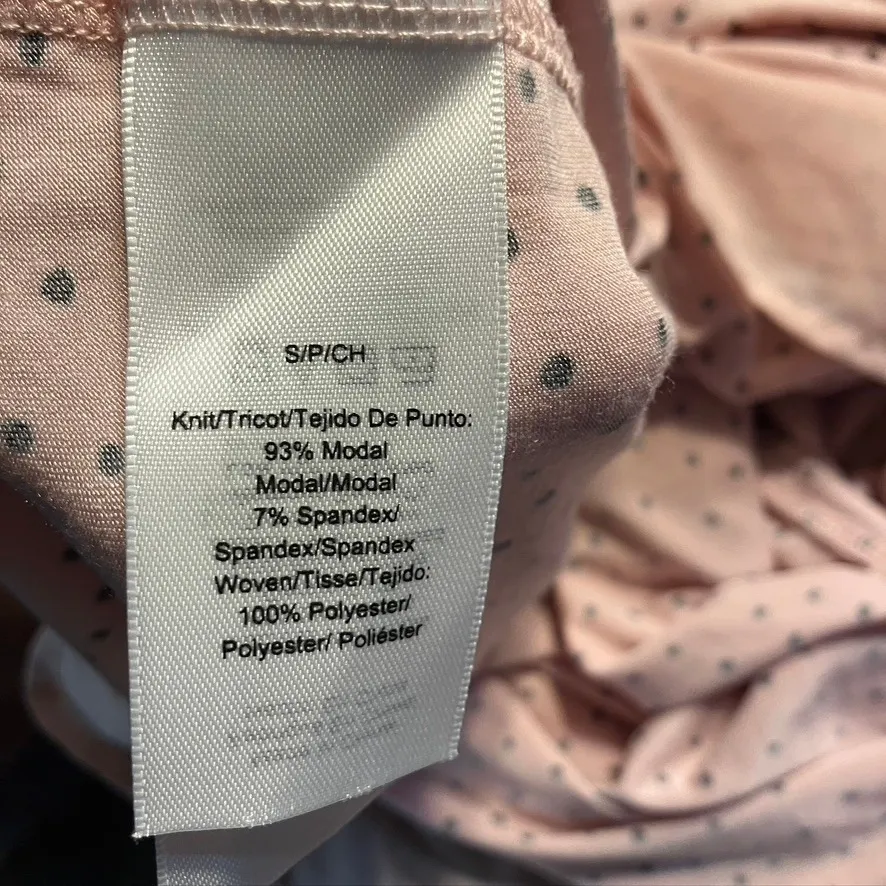 S/P/CH
Knit/Tricot/Tejido De Punto:
93% Modal
Modal/Modal
7% Spandex/
Spandex/Spandex
Woven/Tisse/Tejido:
100% Polyester/
Polyester/ Poliéster